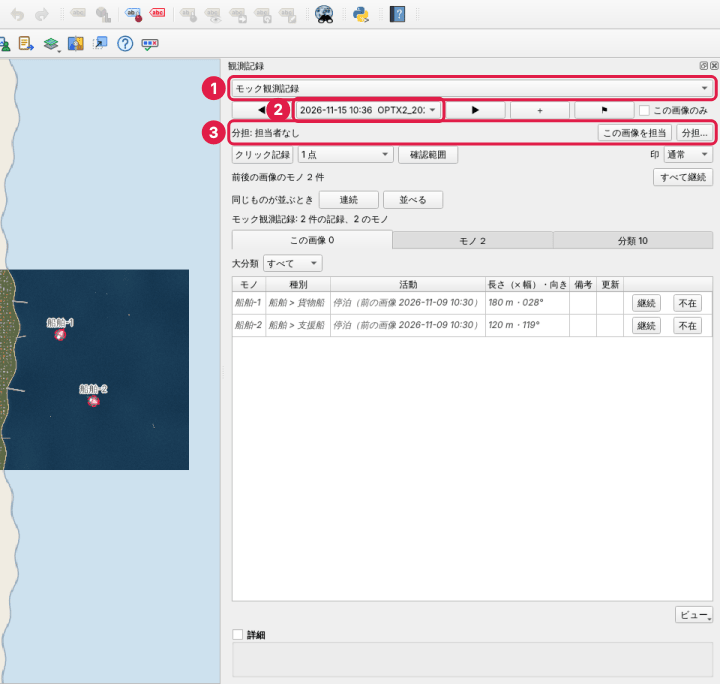 観測記録
1 モック観測記録
◀ 2 2026-11-15 10:36 OPTX2_20: ▶ + ⚑ この画像のみ
3 分担: 担当者なし この画像を担当 分担...
クリック記録 1点 確認範囲 印 通常
前後の画像のモノ 2 件 すべて継続
同じものが並ぶとき 連続 並べる
モック観測記録: 2 件の記録、2 のモノ
この画像 0 モノ 2 分類 10
大分類 すべて
モノ 種別 活動 長さ（× 幅）・向き 備考 更新
船舶-1 船舶 > 貨物船 停泊（前の画像 2026-11-09 10:30） 180 m・028° 継続 不在
船舶-2 船舶 > 支援船 停泊（前の画像 2026-11-09 10:30） 120 m・119° 継続 不在
船舶-1
船舶-2
ビュー
詳細